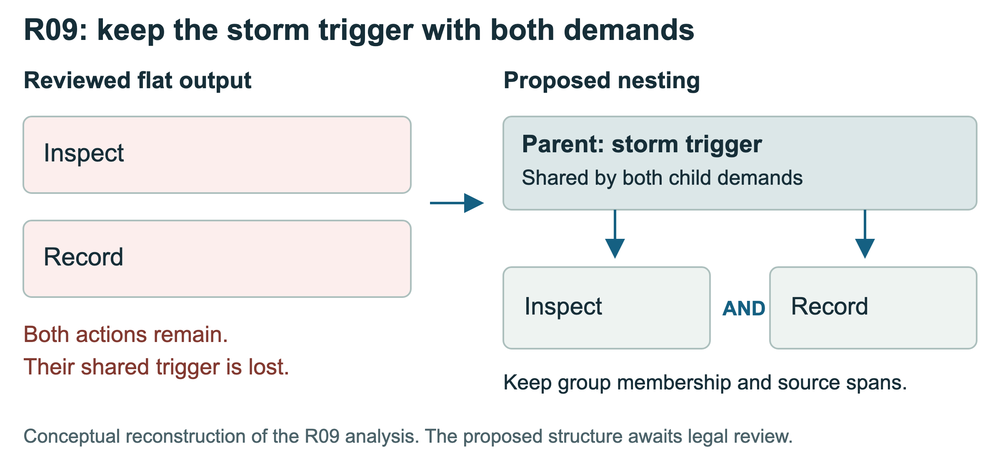 R09: keep the storm trigger with both demands
Reviewed flat output
Inspect
Record
Both actions remain.
Their shared trigger is lost.
Proposed nesting
Parent: storm trigger
Shared by both child demands
Inspect
AND
Record
Keep group membership and source spans.
Conceptual reconstruction of the R09 analysis. The proposed structure awaits legal review.